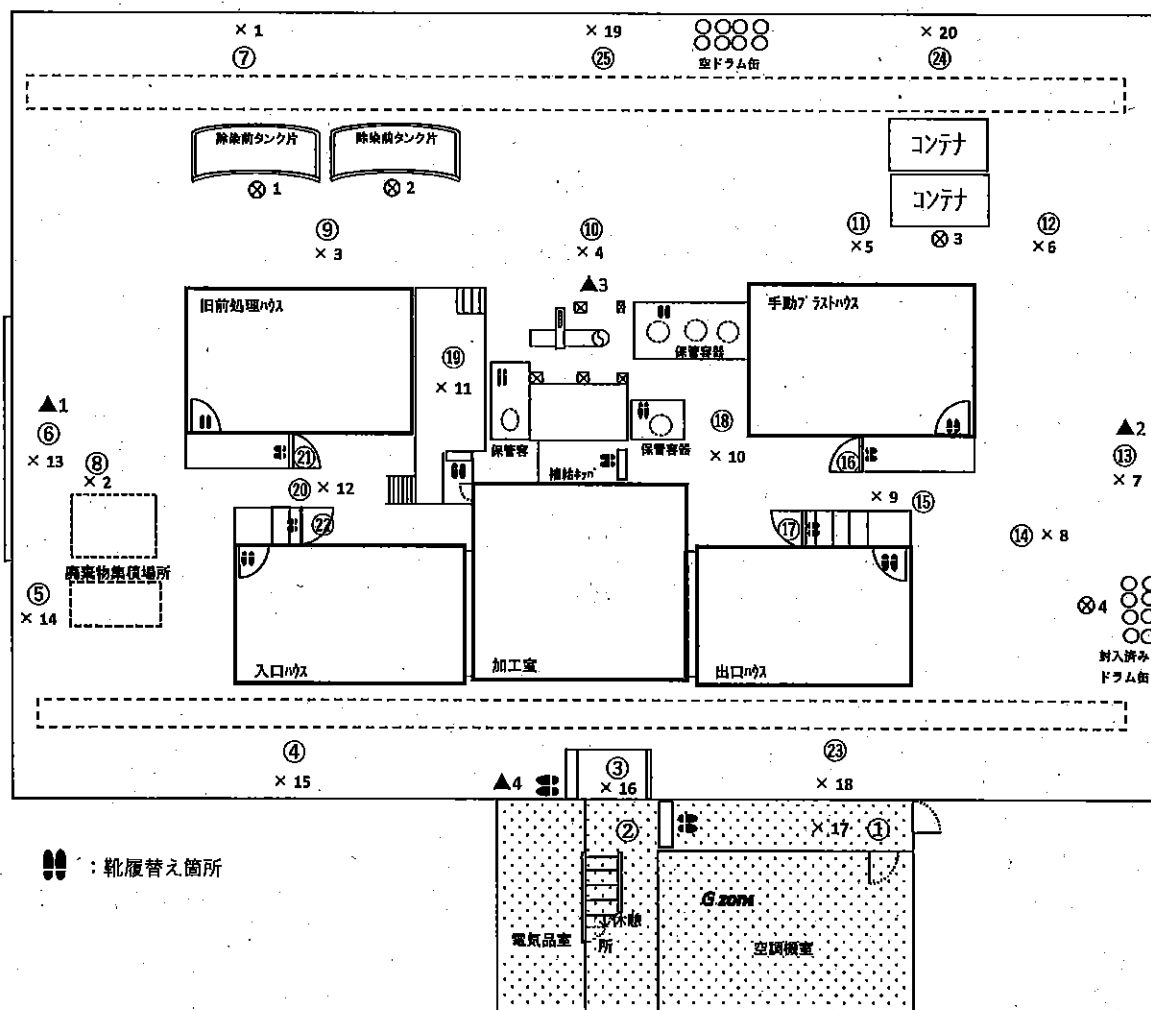 × 1
× 19
× 20
⑦
㉕
空ドラム缶
㉔
除染前タンク片
除染前タンク片
コンテナ
コンテナ
⊗ 1
⊗ 2
⊗ 3
⑨
× 3
⑩
× 4
⑪
×5
⑫
× 6
▲3
旧前処理ハウス
手動ブラストハウス
保管容器
⑲
× 11
▲1
⑥
× 13
⑧
× 2
▲2
⑬
× 7
⑱
× 10
保管容
保管容器
㉑
⑯
⑳
× 12
× 9
⑮
㉒
⑰
⑭ × 8
廃棄物集積場所
⑤
× 14
⊗4
封入済み
ドラム缶
入口ハウス
加工室
出口ハウス
④
× 15
▲4
③
× 16
㉓
× 18
②
×17
①
:靴履替え箇所
G zone
休憩
所
電気品室
空調機室